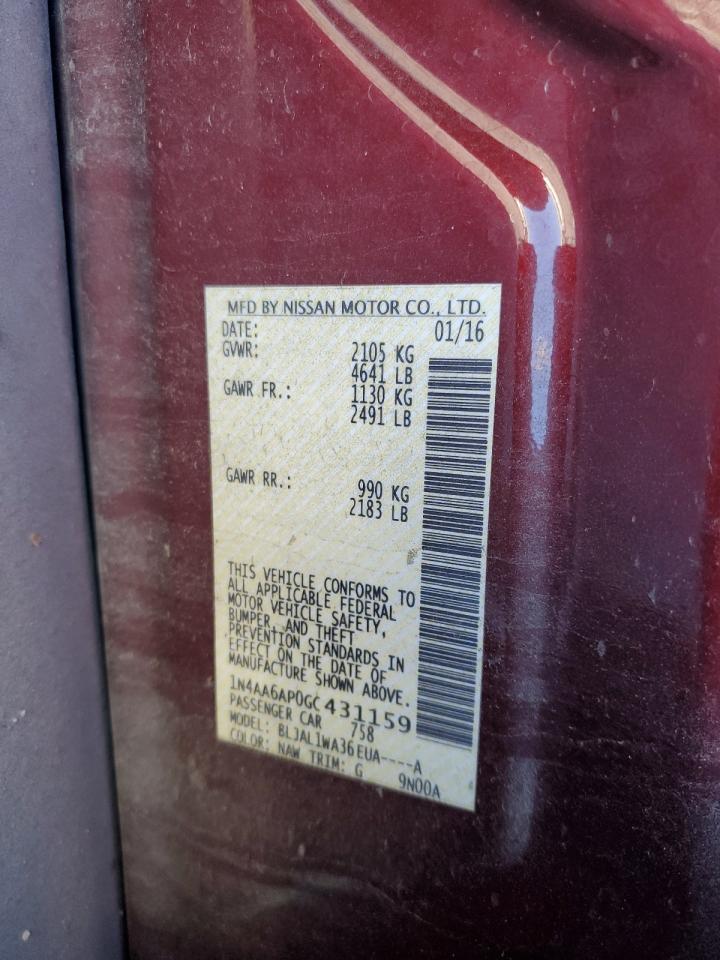 MFD BY NISSAN MOTOR CO., LTD.
DATE: 01/16
GVWR: 2105 KG
4641 LB
GAWR FR.: 1130 KG
2491 LB
GAWR RR.: 990 KG
2183 LB
THIS VEHICLE CONFORMS TO
ALL APPLICABLE FEDERAL
MOTOR VEHICLE SAFETY,
BUMPER, AND THEFT
PREVENTION STANDARDS IN
EFFECT ON THE DATE OF
MANUFACTURE SHOWN ABOVE.
1N4AA6AP0GC431159
PASSENGER CAR 758
MODEL: BLJAL1WA36EUA----A
COLOR: NAW TRIM: G 9N00A